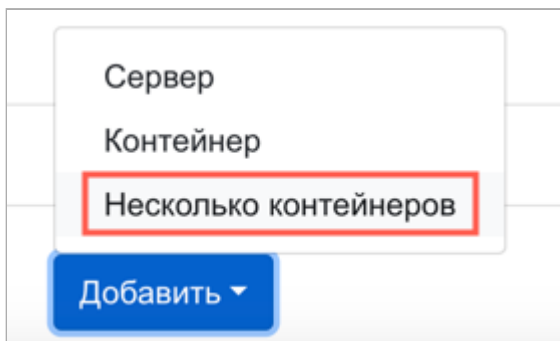 Сервер
Контейнер
Несколько контейнеров
Добавить